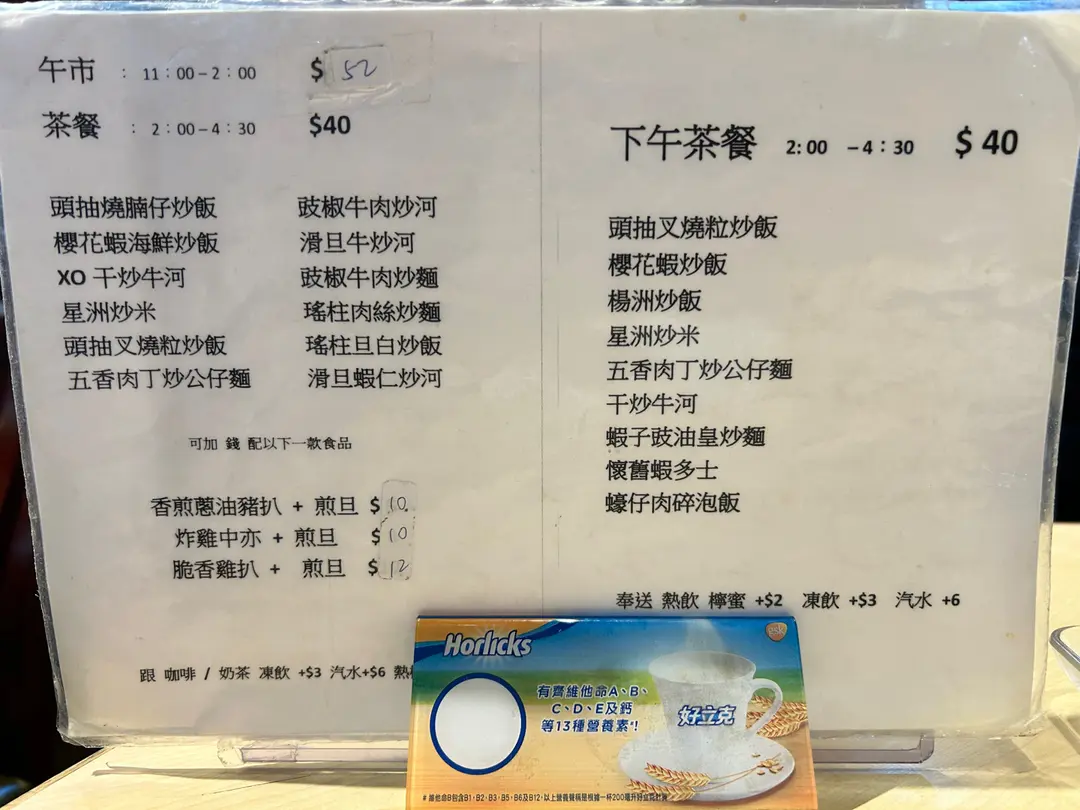 午市 : 11：00 – 2：00 $ 52
茶餐 : 2：00 – 4：30 $40
頭抽燒腩仔炒飯 豉椒牛肉炒河
櫻花蝦海鮮炒飯 滑旦牛炒河
XO 干炒牛河 豉椒牛肉炒麵
星洲炒米 瑤柱肉絲炒麵
頭抽叉燒粒炒飯 瑤柱旦白炒飯
五香肉丁炒公仔麵 滑旦蝦仁炒河
可加 錢 配以下一款食品
香煎蔥油豬扒 + 煎旦 $10
炸雞中亦 + 煎旦 $10
脆香雞扒 + 煎旦 $12
跟 咖啡 / 奶茶 凍飲 +$3 汽水+$6 熱
下午茶餐 2: 00 – 4：30 $ 40
頭抽叉燒粒炒飯
櫻花蝦炒飯
楊洲炒飯
星洲炒米
五香肉丁炒公仔麵
干炒牛河
蝦子豉油皇炒麵
懷舊蝦多士
蠔仔肉碎泡飯
奉送 熱飲 檸蜜 +$2 凍飲 +$3 汽水 +6
Horlicks
gsk
有齊維他命A、B、
C、D、E及鈣
等13種營養素#!
好立克